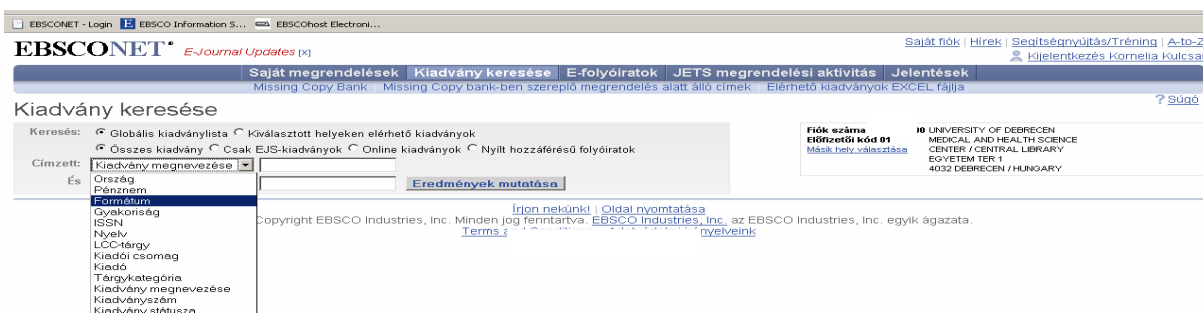 EBSCONET - Login EBSCO Information S... EBSCOhost Electroni...
EBSCONET® E-Journal Updates [X]
Saját fiók | Hírek | Segítségnyújtás/Tréning | A-to-Z
Kijelentkezés Kornelia Kulcsar
Saját megrendelések Kiadvány keresése E-folyóiratok JETS megrendelési aktivitás Jelentések
Missing Copy Bank Missing Copy bank-ben szereplő megrendelés alatt álló címek Elérhető kiadványok EXCEL fájlja
? Súgó
Kiadvány keresése
Keresés: Globális kiadványlista Kiválasztott helyeken elérhető kiadványok
Összes kiadvány Csak EJS-kiadványok Online kiadványok Nyílt hozzáférésű folyóiratok
Címzett: Kiadvány megnevezése
És
Eredmények mutatása
Ország
Pénznem
Formátum
Gyakoriság
ISSN
Nyelv
LCC-tárgy
Kiadói csomag
Kiadó
Tárgykategória
Kiadvány megnevezése
Kiadványszám
Kiadvány státusza
Fiók száma UNIVERSITY OF DEBRECEN
Előfizetői kód 01 MEDICAL AND HEALTH SCIENCE
Másik hely választása CENTER / CENTRAL LIBRARY
EGYETEM TER 1
4032 DEBRECEN / HUNGARY
Írjon nekünk! | Oldal nyomtatása
Copyright EBSCO Industries, Inc. Minden jog fenntartva. EBSCO Industries, Inc. az EBSCO Industries, Inc. egyik ágazata.
Terms